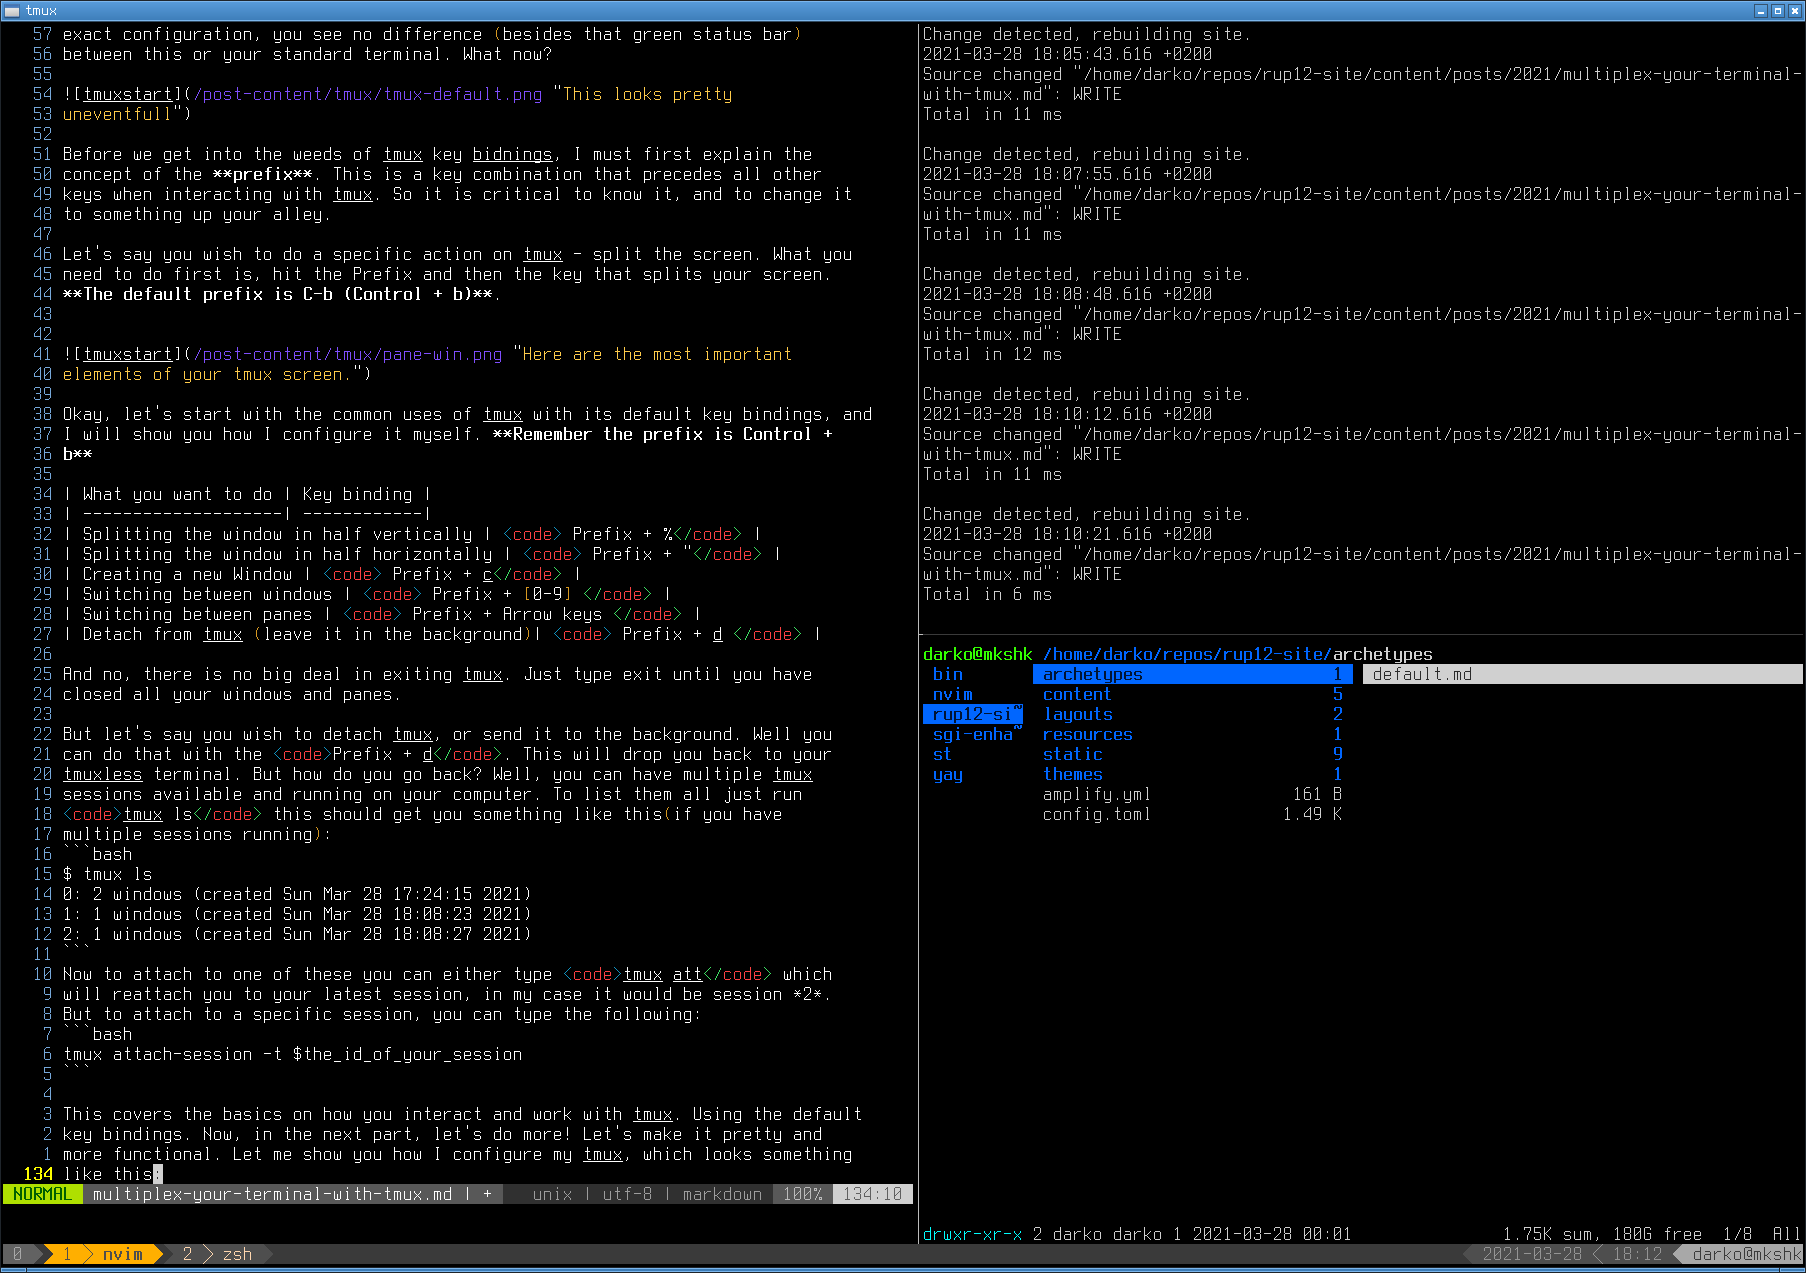 tmux
57 exact configuration, you see no difference (besides that green status bar)
56 between this or your standard terminal. What now?
55
54 ![tmuxstart](/post-content/tmux/tmux-default.png "This looks pretty
53 uneventfull")
52
51 Before we get into the weeds of tmux key bidnings, I must first explain the
50 concept of the **prefix**. This is a key combination that precedes all other
49 keys when interacting with tmux. So it is critical to know it, and to change it
48 to something up your alley.
47
46 Let's say you wish to do a specific action on tmux - split the screen. What you
45 need to do first is, hit the Prefix and then the key that splits your screen.
44 **The default prefix is C-b (Control + b)**.
43
42
41 ![tmuxstart](/post-content/tmux/pane-win.png "Here are the most important
40 elements of your tmux screen.")
39
38 Okay, let's start with the common uses of tmux with its default key bindings, and
37 I will show you how I configure it myself. **Remember the prefix is Control +
36 b**
35
34 | What you want to do | Key binding |
33 | --------------------| ------------|
32 | Splitting the window in half vertically | <code> Prefix + %</code> |
31 | Splitting the window in half horizontally | <code> Prefix + "</code> |
30 | Creating a new Window | <code> Prefix + c</code> |
29 | Switching between windows | <code> Prefix + [0-9] </code> |
28 | Switching between panes | <code> Prefix + Arrow keys </code> |
27 | Detach from tmux (leave it in the background)| <code> Prefix + d </code> |
26
25 And no, there is no big deal in exiting tmux. Just type exit until you have
24 closed all your windows and panes.
23
22 But let's say you wish to detach tmux, or send it to the background. Well you
21 can do that with the <code>Prefix + d</code>. This will drop you back to your
20 tmuxless terminal. But how do you go back? Well, you can have multiple tmux
19 sessions available and running on your computer. To list them all just run
18 <code>tmux ls</code> this should get you something like this(if you have
17 multiple sessions running):
16 ```bash
15 $ tmux ls
14 0: 2 windows (created Sun Mar 28 17:24:15 2021)
13 1: 1 windows (created Sun Mar 28 18:08:23 2021)
12 2: 1 windows (created Sun Mar 28 18:08:27 2021)
11 ```
10 Now to attach to one of these you can either type <code>tmux att</code> which
9 will reattach you to your latest session, in my case it would be session *2*.
8 But to attach to a specific session, you can type the following:
7 ```bash
6 tmux attach-session -t $the_id_of_your_session
5 ```
4
3 This covers the basics on how you interact and work with tmux. Using the default
2 key bindings. Now, in the next part, let's do more! Let's make it pretty and
1 more functional. Let me show you how I configure my tmux, which looks something
134 like this:
NORMAL multiplex-your-terminal-with-tmux.md | + unix | utf-8 | markdown 100% 134:10
Change detected, rebuilding site.
2021-03-28 18:05:43.616 +0200
Source changed "/home/darko/repos/rup12-site/content/posts/2021/multiplex-your-terminal-
with-tmux.md": WRITE
Total in 11 ms
Change detected, rebuilding site.
2021-03-28 18:07:55.616 +0200
Source changed "/home/darko/repos/rup12-site/content/posts/2021/multiplex-your-terminal-
with-tmux.md": WRITE
Total in 11 ms
Change detected, rebuilding site.
2021-03-28 18:08:48.616 +0200
Source changed "/home/darko/repos/rup12-site/content/posts/2021/multiplex-your-terminal-
with-tmux.md": WRITE
Total in 12 ms
Change detected, rebuilding site.
2021-03-28 18:10:12.616 +0200
Source changed "/home/darko/repos/rup12-site/content/posts/2021/multiplex-your-terminal-
with-tmux.md": WRITE
Total in 11 ms
Change detected, rebuilding site.
2021-03-28 18:10:21.616 +0200
Source changed "/home/darko/repos/rup12-site/content/posts/2021/multiplex-your-terminal-
with-tmux.md": WRITE
Total in 6 ms
darko@mkshk /home/darko/repos/rup12-site/archetypes
bin archetypes 1 default.md
nvim content 5
rup12-si~ layouts 2
sgi-enha~ resources 1
st static 9
yay themes 1
amplify.yml 161 B
config.toml 1.49 K
drwxr-xr-x 2 darko darko 1 2021-03-28 00:01 1.75K sum, 180G free 1/8 All
0 1 nvim 2 zsh 2021-03-28 18:12 darko@mkshk